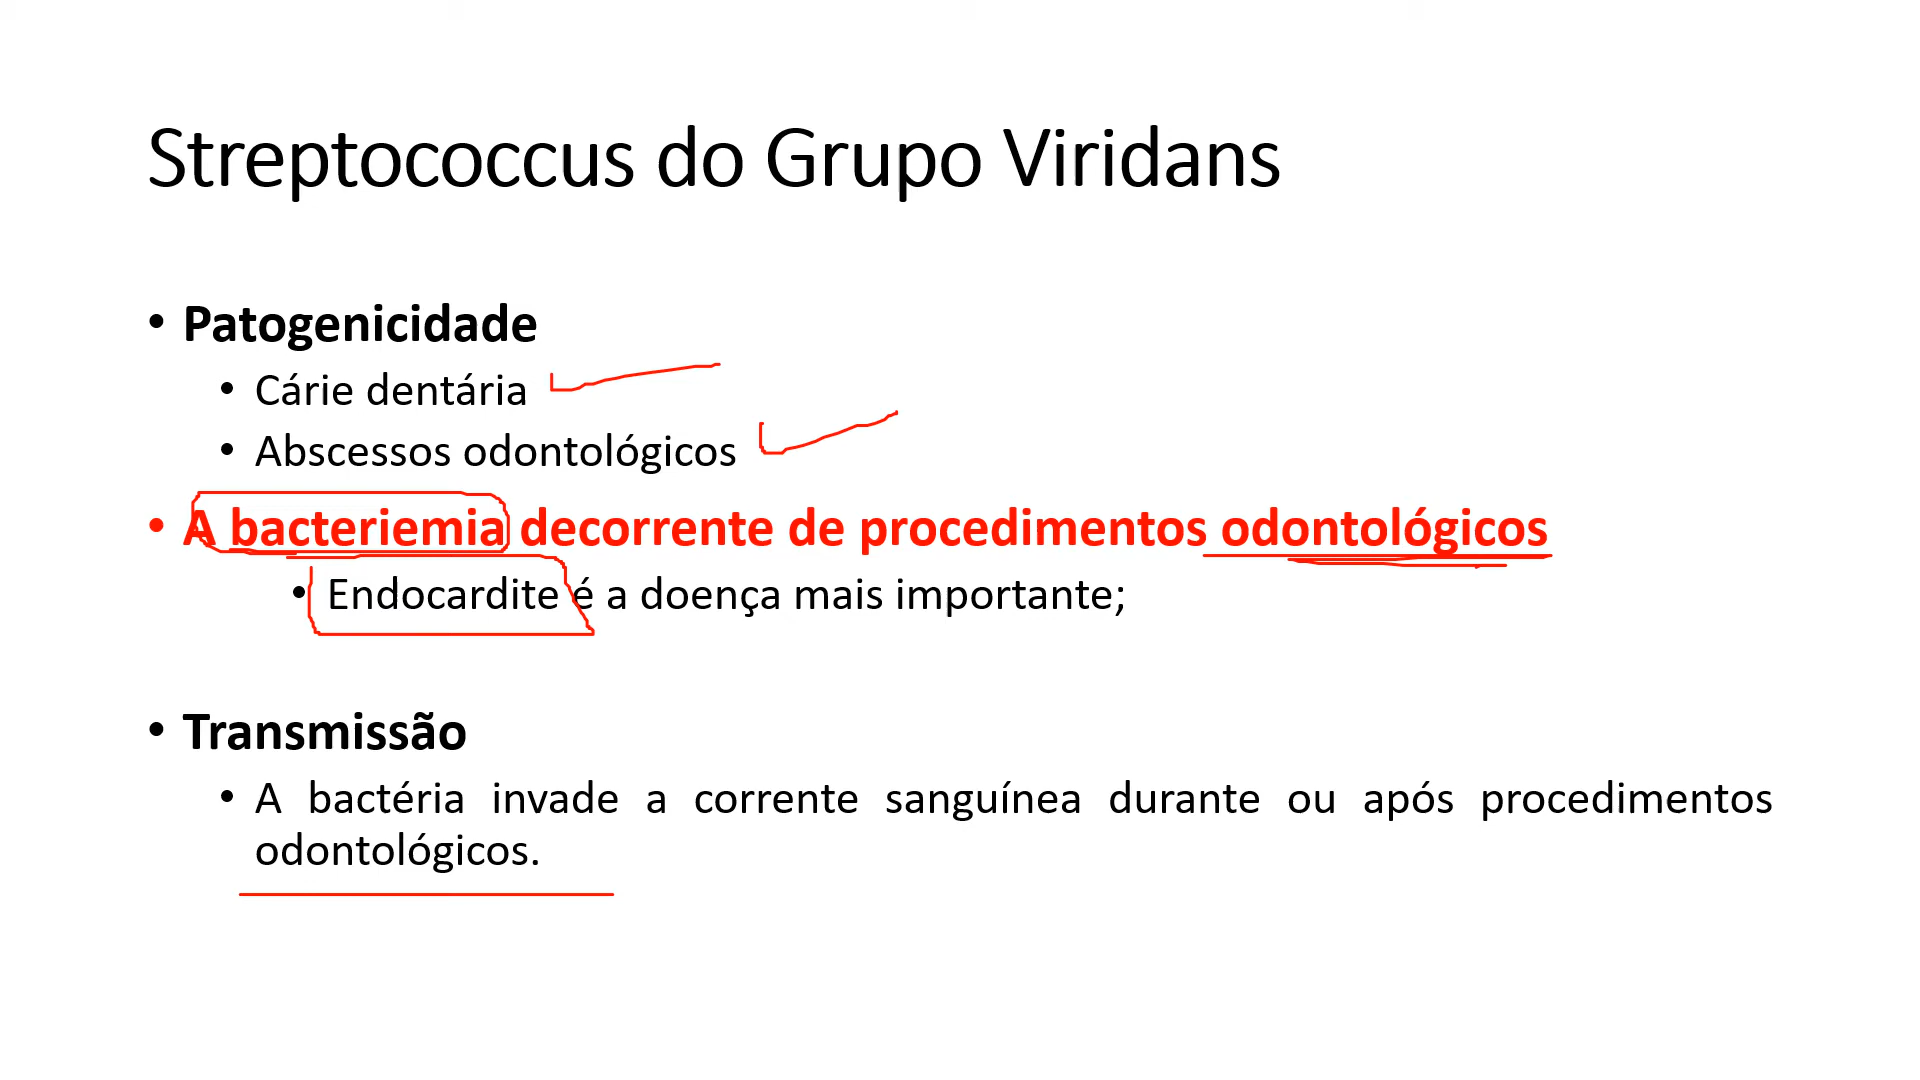 Streptococcus do Grupo Viridans
• Patogenicidade
• Cárie dentária
• Abscessos odontológicos
• A bacteriemia decorrente de procedimentos odontológicos
• Endocardite é a doença mais importante;
• Transmissão
• A bactéria invade a corrente sanguínea durante ou após procedimentos
odontológicos.